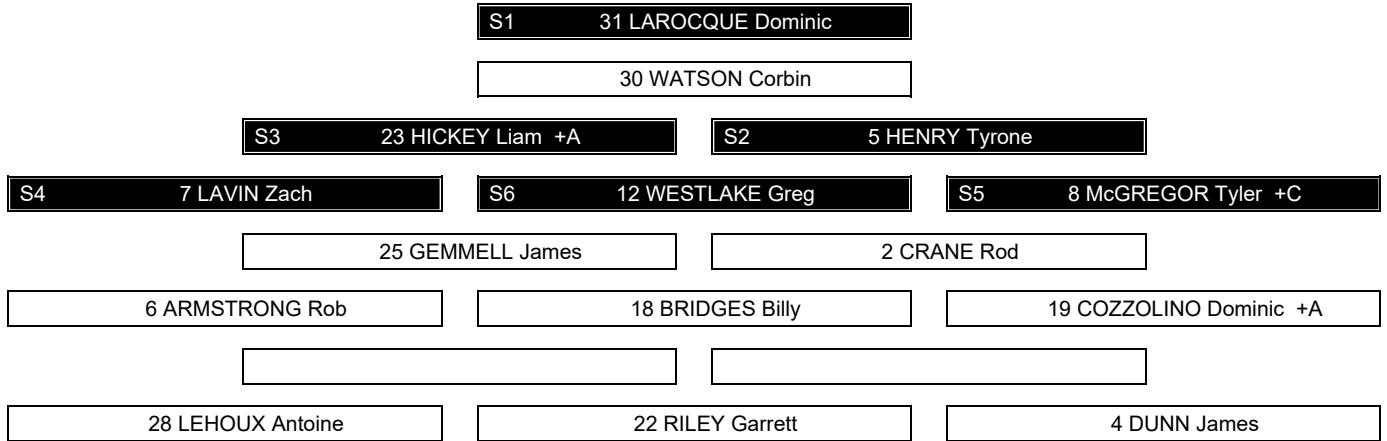 S1 31 LAROCQUE Dominic
30 WATSON Corbin
S3 23 HICKEY Liam +A S2 5 HENRY Tyrone
S4 7 LAVIN Zach S6 12 WESTLAKE Greg S5 8 McGREGOR Tyler +C
25 GEMMELL James 2 CRANE Rod
6 ARMSTRONG Rob 18 BRIDGES Billy 19 COZZOLINO Dominic +A
28 LEHOUX Antoine 22 RILEY Garrett 4 DUNN James